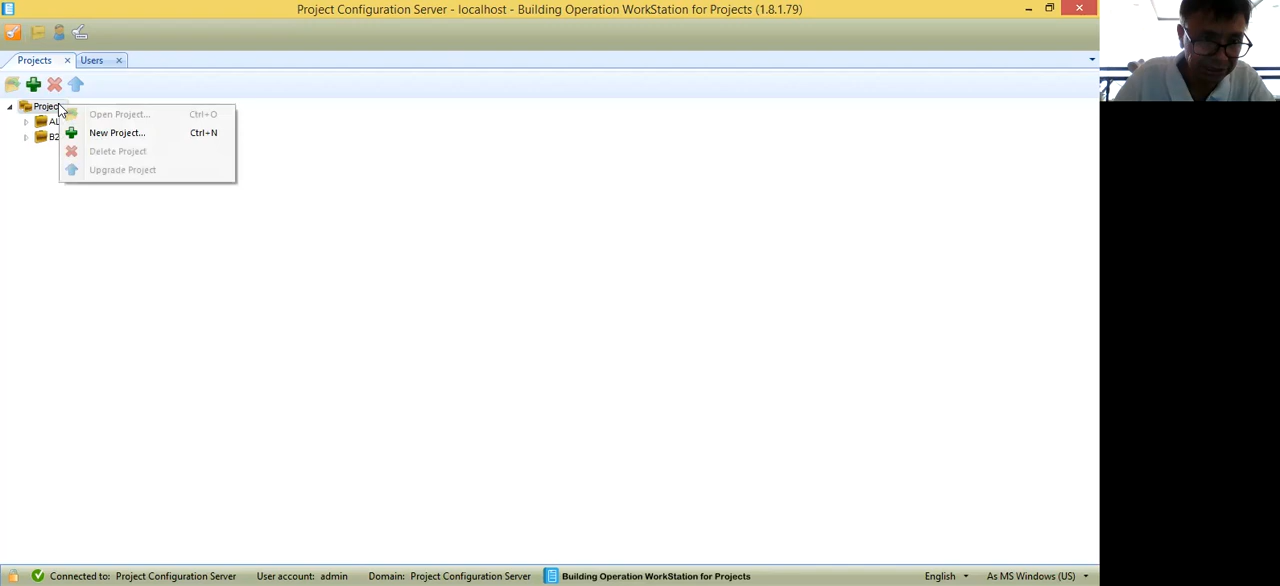 Project Configuration Server - localhost - Building Operation WorkStation for Projects (1.8.1.79)
Projects
Users
Open Project... Ctrl+O
New Project... Ctrl+N
Delete Project
Upgrade Project
Connected to: Project Configuration Server User account: admin Domain: Project Configuration Server Building Operation WorkStation for Projects English As MS Windows (US)